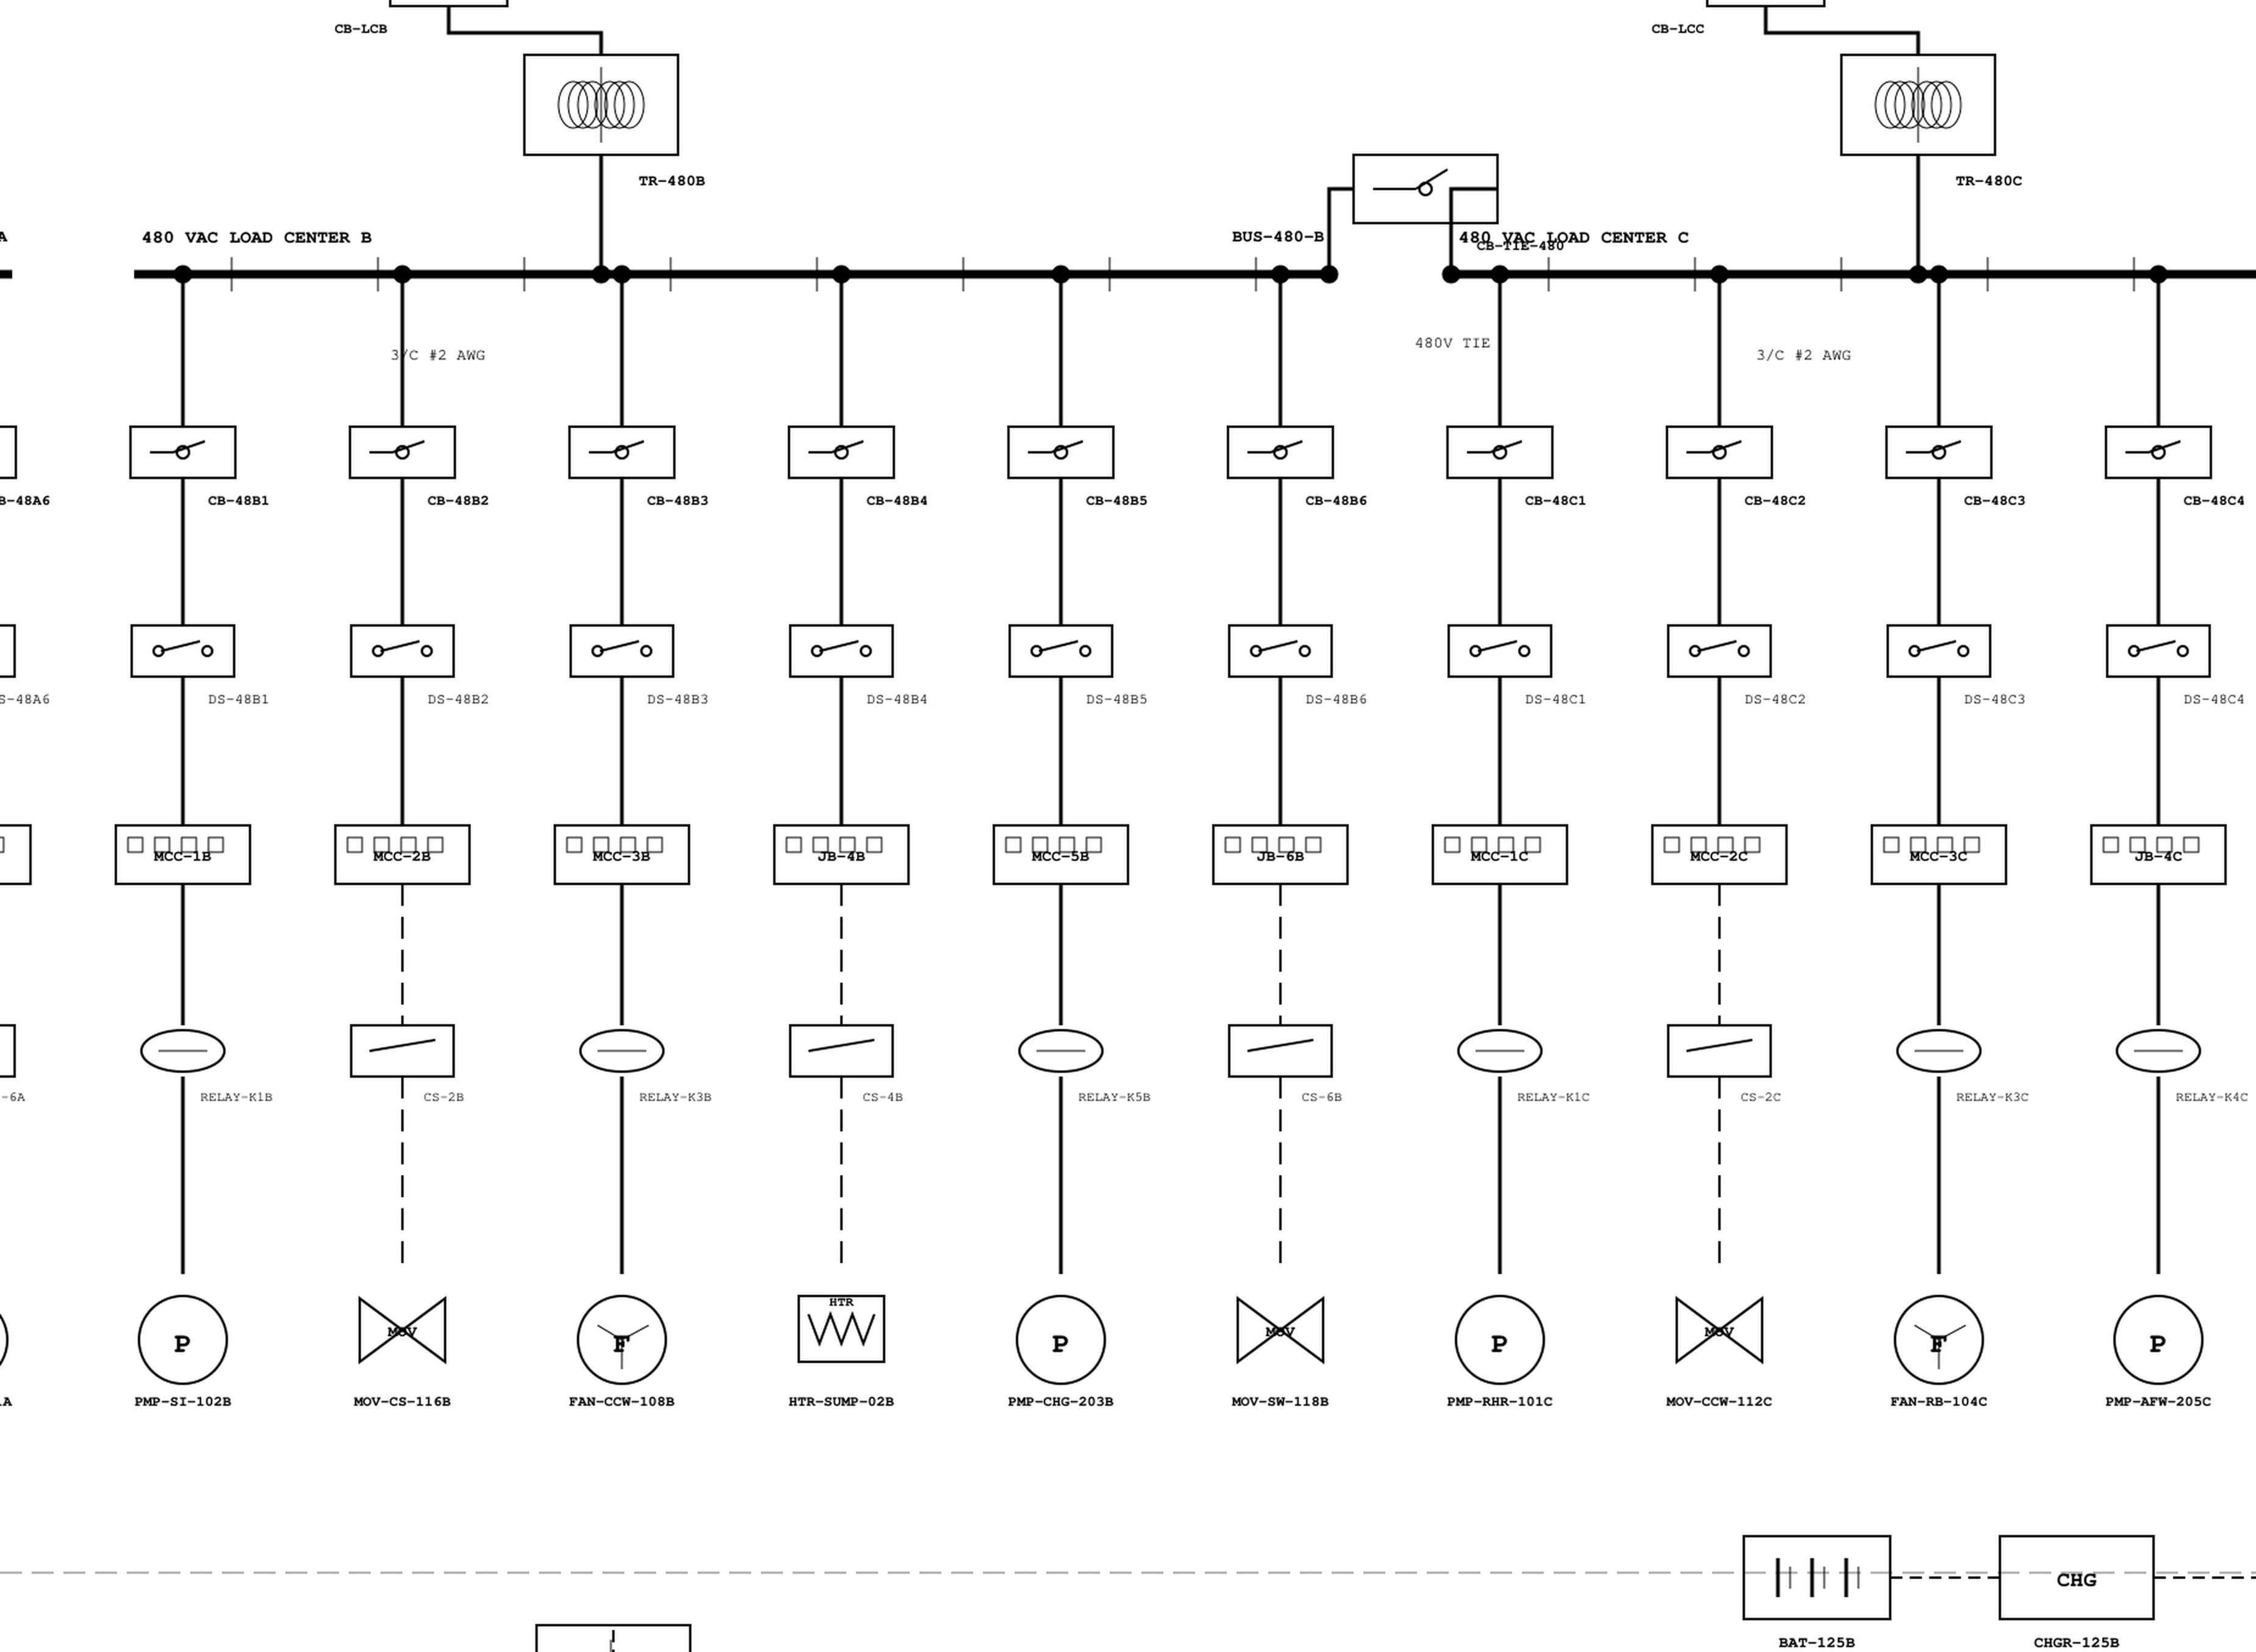 CB-LCB
CB-LCC
TR-480B
TR-480C
A
480 VAC LOAD CENTER B
BUS-480-B
480 VAC LOAD CENTER C
CB-TIE-480
480V TIE
3/C #2 AWG
3/C #2 AWG
B-48A6
CB-48B1
CB-48B2
CB-48B3
CB-48B4
CB-48B5
CB-48B6
CB-48C1
CB-48C2
CB-48C3
CB-48C4
S-48A6
DS-48B1
DS-48B2
DS-48B3
DS-48B4
DS-48B5
DS-48B6
DS-48C1
DS-48C2
DS-48C3
DS-48C4
MCC-1B
MCC-2B
MCC-3B
JB-4B
MCC-5B
JB-6B
MCC-1C
MCC-2C
MCC-3C
JB-4C
-6A
RELAY-K1B
CS-2B
RELAY-K3B
CS-4B
RELAY-K5B
CS-6B
RELAY-K1C
CS-2C
RELAY-K3C
RELAY-K4C
P
MOV
F
HTR
P
MOV
P
MOV
F
P
A
PMP-SI-102B
MOV-CS-116B
FAN-CCW-108B
HTR-SUMP-02B
PMP-CHG-203B
MOV-SW-118B
PMP-RHR-101C
MOV-CCW-112C
FAN-RB-104C
PMP-AFW-205C
CHG
BAT-125B
CHGR-125B